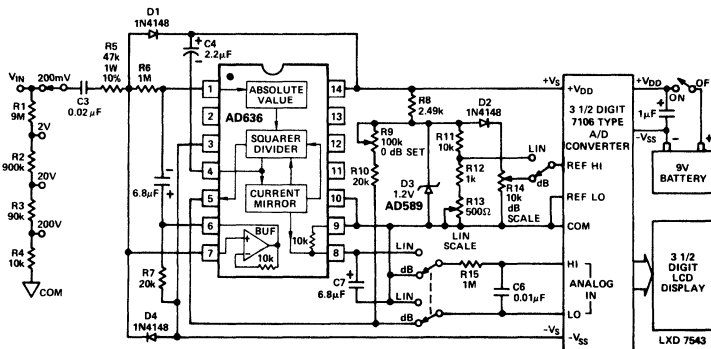 D1
1N4148
C4
2.2µF
R5
47k
1W
10%
R6
1M
VIN
200mV
C3
0.02µF
R1
9M
2V
R2
900k
20V
R3
90k
200V
R4
10k
COM
6.8µF
R7
20k
D4
1N4148
1
2
3
4
5
6
7
14
13
12
11
10
9
8
ABSOLUTE
VALUE
AD636
SQUARER
DIVIDER
CURRENT
MIRROR
BUF
10k
10k
+VS
R8
2.49k
D2
1N4148
R9
100k
0 dB SET
R10
20k
D3
1.2V
AD589
R11
10k
R12
1k
R13
500Ω
LIN
SCALE
LIN
dB
R14
10k
dB
SCALE
LIN
dB
LIN
dB
C7
6.8µF
R15
1M
C6
0.01µF
-VS
+VDD
3 1/2 DIGIT
7106 TYPE
A/D
CONVERTER
REF HI
REF LO
COM
HI
ANALOG
IN
LO
-VSS
+VDD
ON
OF
1µF
-VSS
-
+
9V
BATTERY
3 1/2
DIGIT
LCD
DISPLAY
LXD 7543